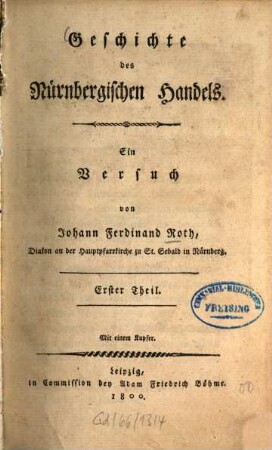 Geschichte
des
Nürnbergischen Handels.
Ein
Versuch
von
Johann Ferdinand Roth,
Diakon an der Hauptpfarrkirche zu St. Sebald in Nürnberg.
Erster Theil.
FREYSING
Mit einem Kupfer.
Leipzig,
in Commission bey Adam Friedrich Böhme.
1800.